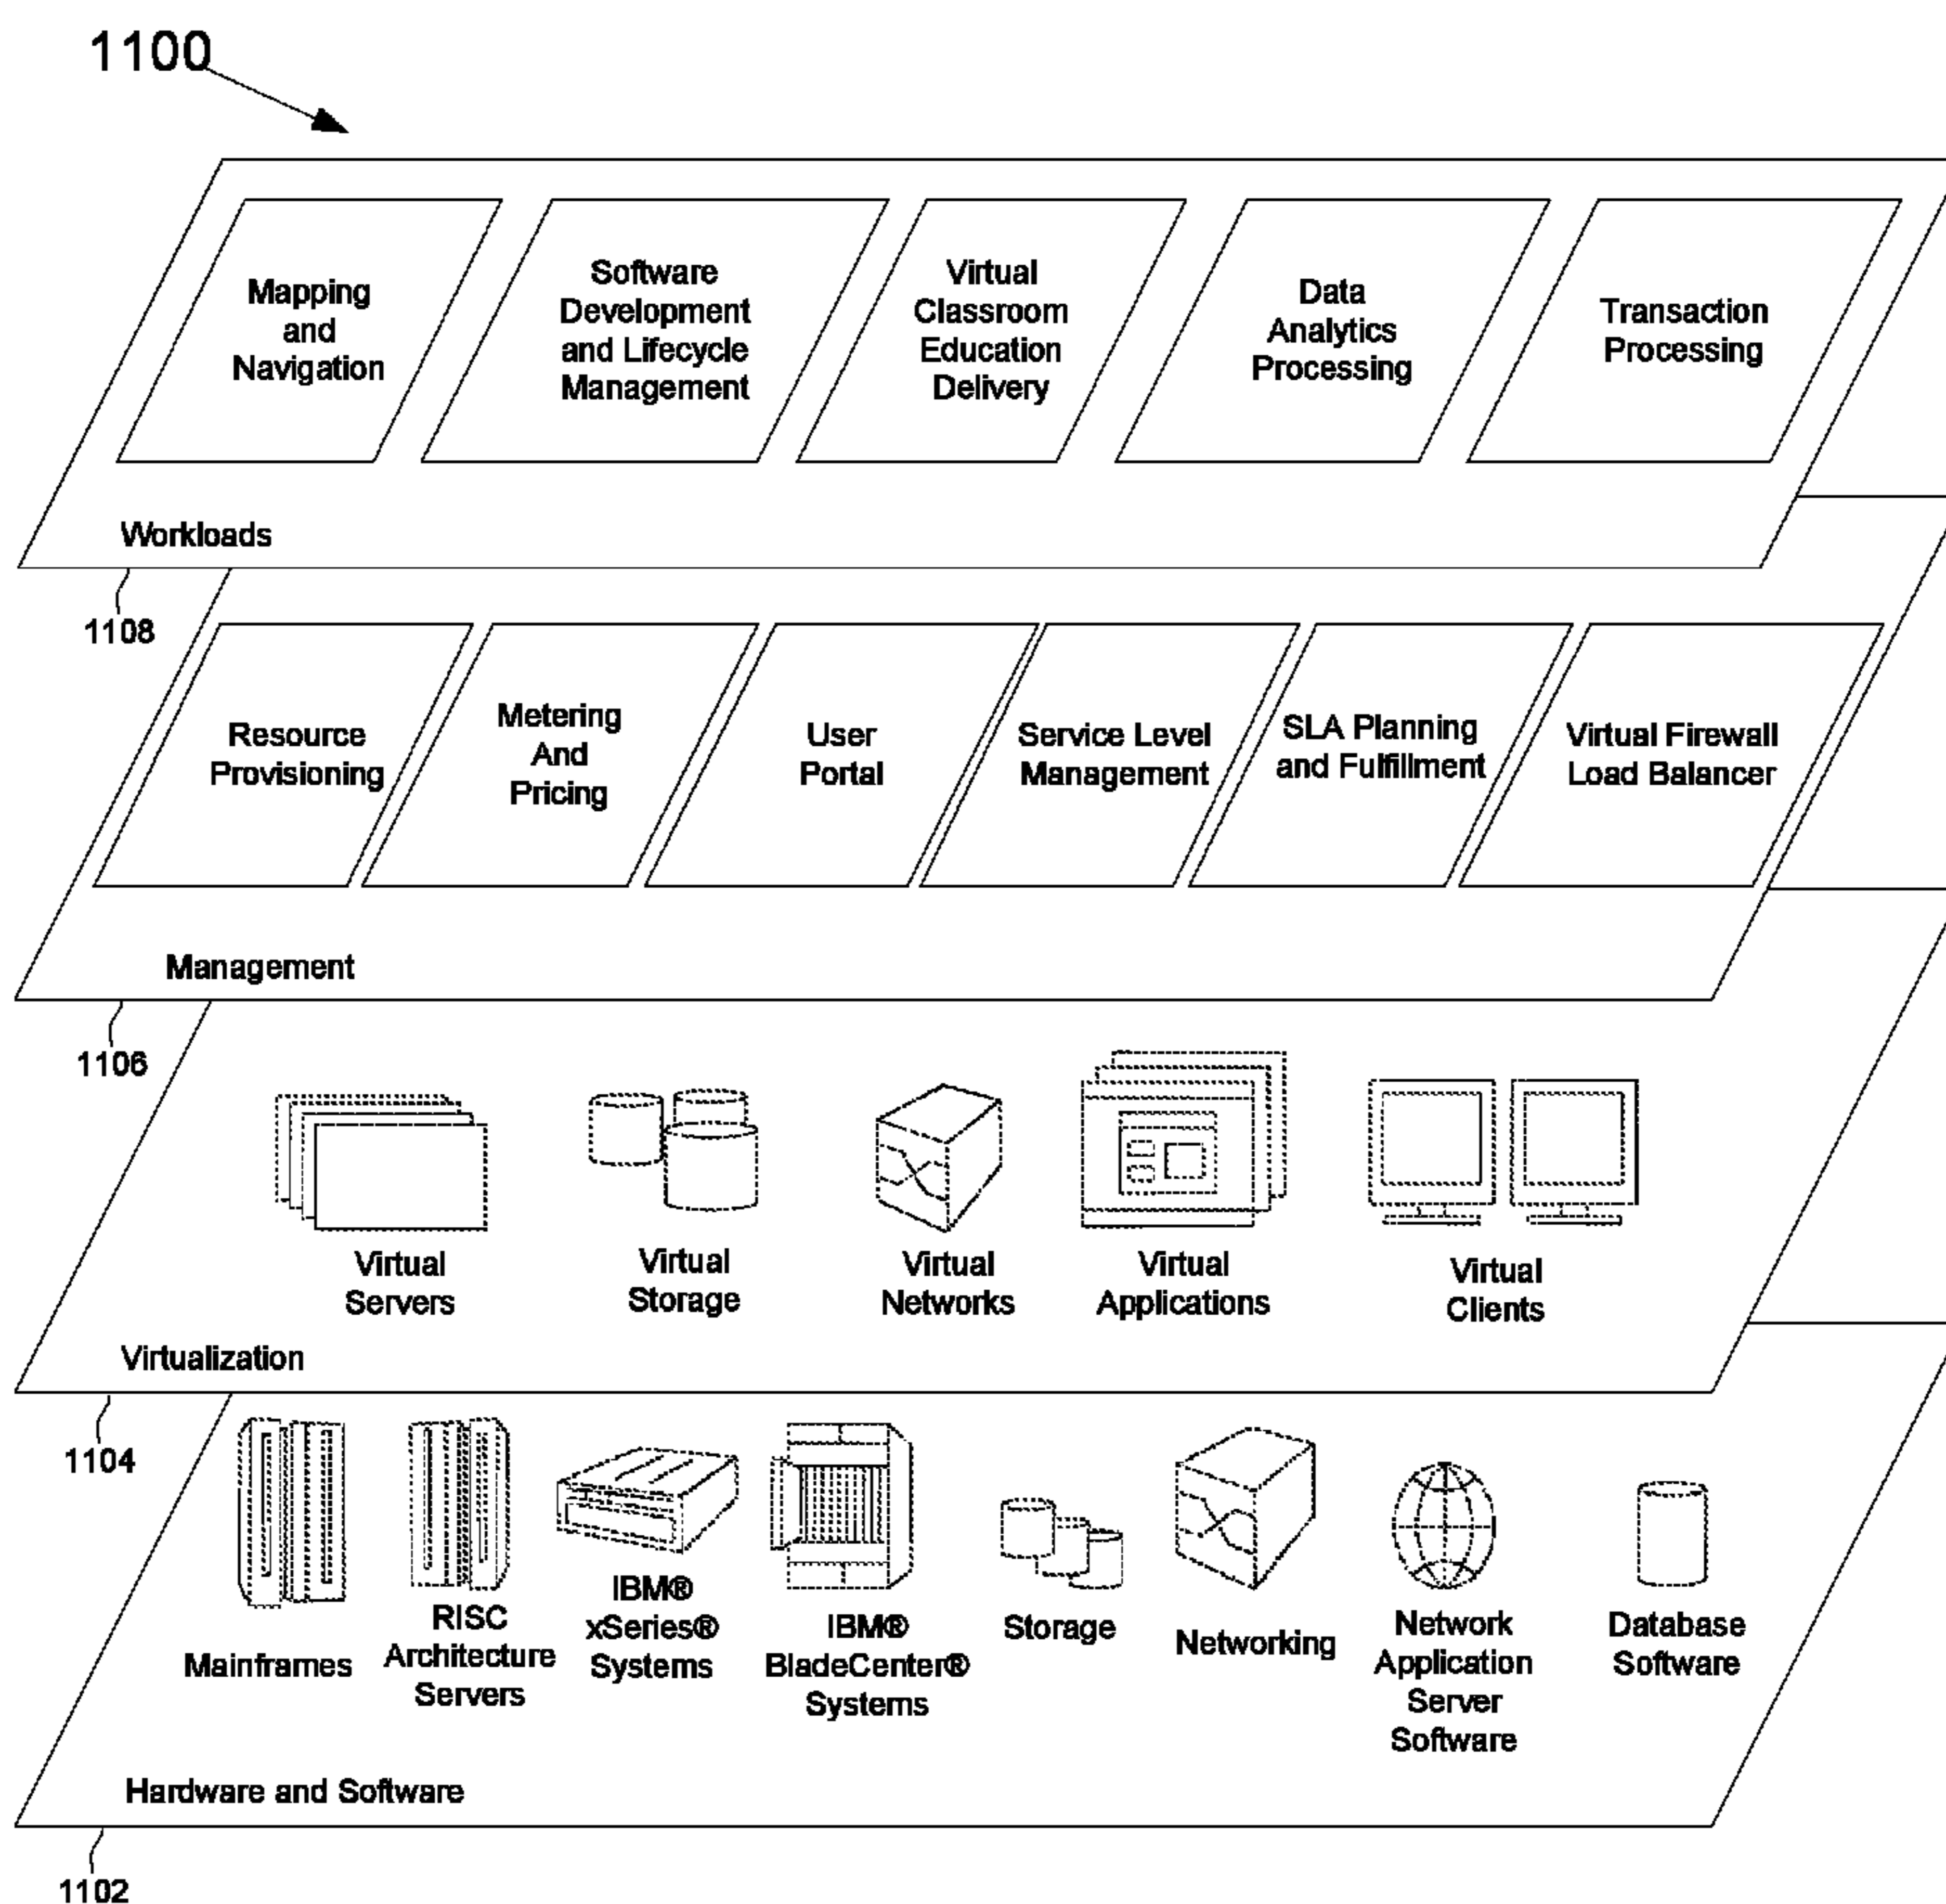 1100
Mapping
and
Navigation
Software
Development
and Lifecycle
Management
Virtual
Classroom
Education
Delivery
Data
Analytics
Processing
Transaction
Processing
Workloads
1108
Resource
Provisioning
Metering
And
Pricing
User
Portal
Service Level
Management
SLA Planning
and Fulfillment
Virtual Firewall
Load Balancer
Management
1106
Virtual
Servers
Virtual
Storage
Virtual
Networks
Virtual
Applications
Virtual
Clients
Virtualization
1104
Mainframes
RISC
Architecture
Servers
IBM®
xSeries®
Systems
IBM®
BladeCenter®
Systems
Storage
Networking
Network
Application
Server
Software
Database
Software
Hardware and Software
1102